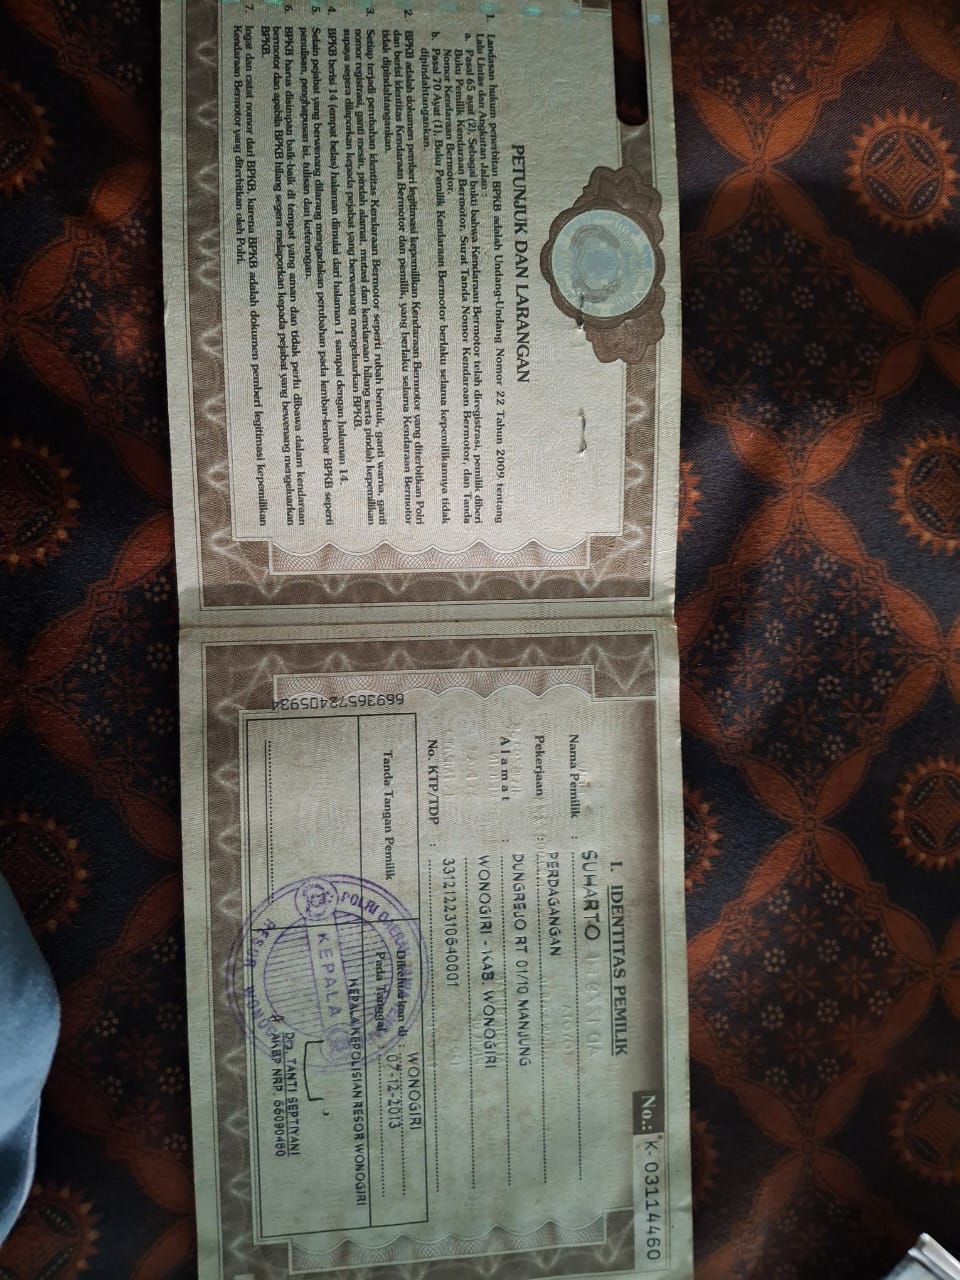 PETUNJUK DAN LARANGAN
1. Landasan hukum penerbitan BPKB adalah Undang-Undang Nomor 22 Tahun 2009 tentang
Lalu Lintas dan Angkutan Jalan :
a. Pasal 65 ayat (2), Sebagai bukti bahwa Kendaraan Bermotor telah diregistrasi, pemilik diberi
Buku Pemilik Kendaraan Bermotor, Surat Tanda Nomor Kendaraan Bermotor, dan Tanda
Nomor Kendaraan Bermotor.
b. Pasal 70 Ayat (1), Buku Pemilik Kendaraan Bermotor berlaku selama kepemilikannya tidak
dipindahtangankan.
2. BPKB adalah dokumen pemberi legitimasi kepemilikan Kendaraan Bermotor yang diterbitkan Polri
dan berisi identitas Kendaraan Bermotor dan pemilik, yang berlaku selama Kendaraan Bermotor
tidak dipindahtangankan.
3. Setiap terjadi perubahan identitas Kendaraan Bermotor seperti rubah bentuk, ganti warna, ganti
nomor registrasi, ganti mesin, pindah alamat, mutasi dan kendaraan hilang serta pindah kepemilikan
supaya segera dilaporkan kepada pejabat yang berwenang mengeluarkan BPKB.
4. BPKB berisi 14 (empat belas) halaman dimulai dari halaman 1 sampai dengan halaman 14.
5. Selain pejabat yang berwenang dilarang mengadakan perubahan pada lembar-lembar BPKB seperti
penulisan, penghapusan isi, tulisan dan keterangan.
6. BPKB harus disimpan baik-baik di tempat yang aman dan tidak perlu dibawa dalam kendaraan
bermotor dan apabila BPKB hilang segera melaporkan kepada pejabat yang bewenang mengeluarkan
BPKB.
7. Ingat dan catat nomor dari BPKB, karena BPKB adalah dokumen pemberi legitimasi kepemilikan
Kendaraan Bermotor yang diterbitkan oleh Polri.
No.: K- 03114460
I. IDENTITAS PEMILIK
Nama Pemilik : SUHARTO
Pekerjaan : PERDAGANGAN
Alamat : DUNGREJO RT 01/10 MANJUNG
WONOGIRI - KAB. WONOGIRI
No. KTP/TDP : 3312122310640001
Tanda Tangan Pemilik
Dikeluarkan di : WONOGIRI
Pada Tanggal : 07-12-2013
KEPALA KEPOLISIAN RESOR WONOGIRI
KEPALA
Dra. TANTI SEPTIYANI
AKBP NRP. 66090480
66936572405934